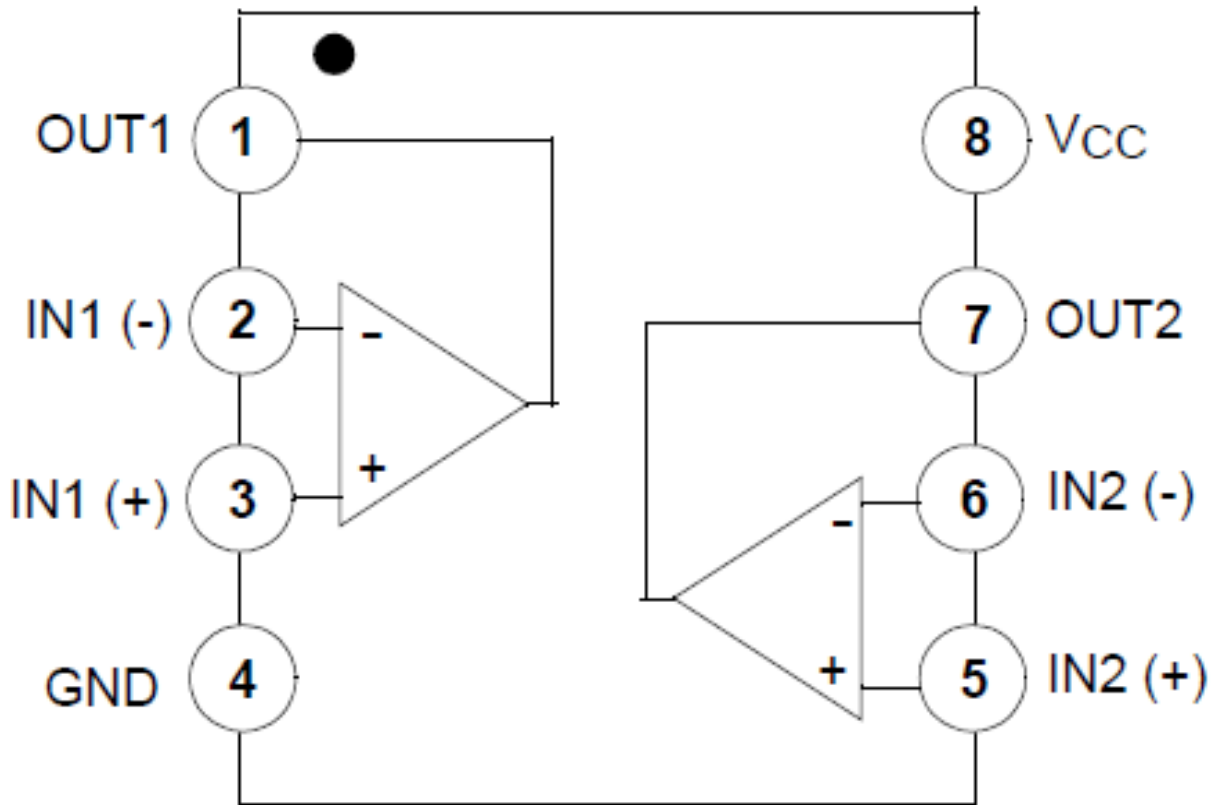 OUT1 1
8 VCC
IN1 (-) 2 -
7 OUT2
+
IN1 (+) 3
- 6 IN2 (-)
GND 4
+ 5 IN2 (+)